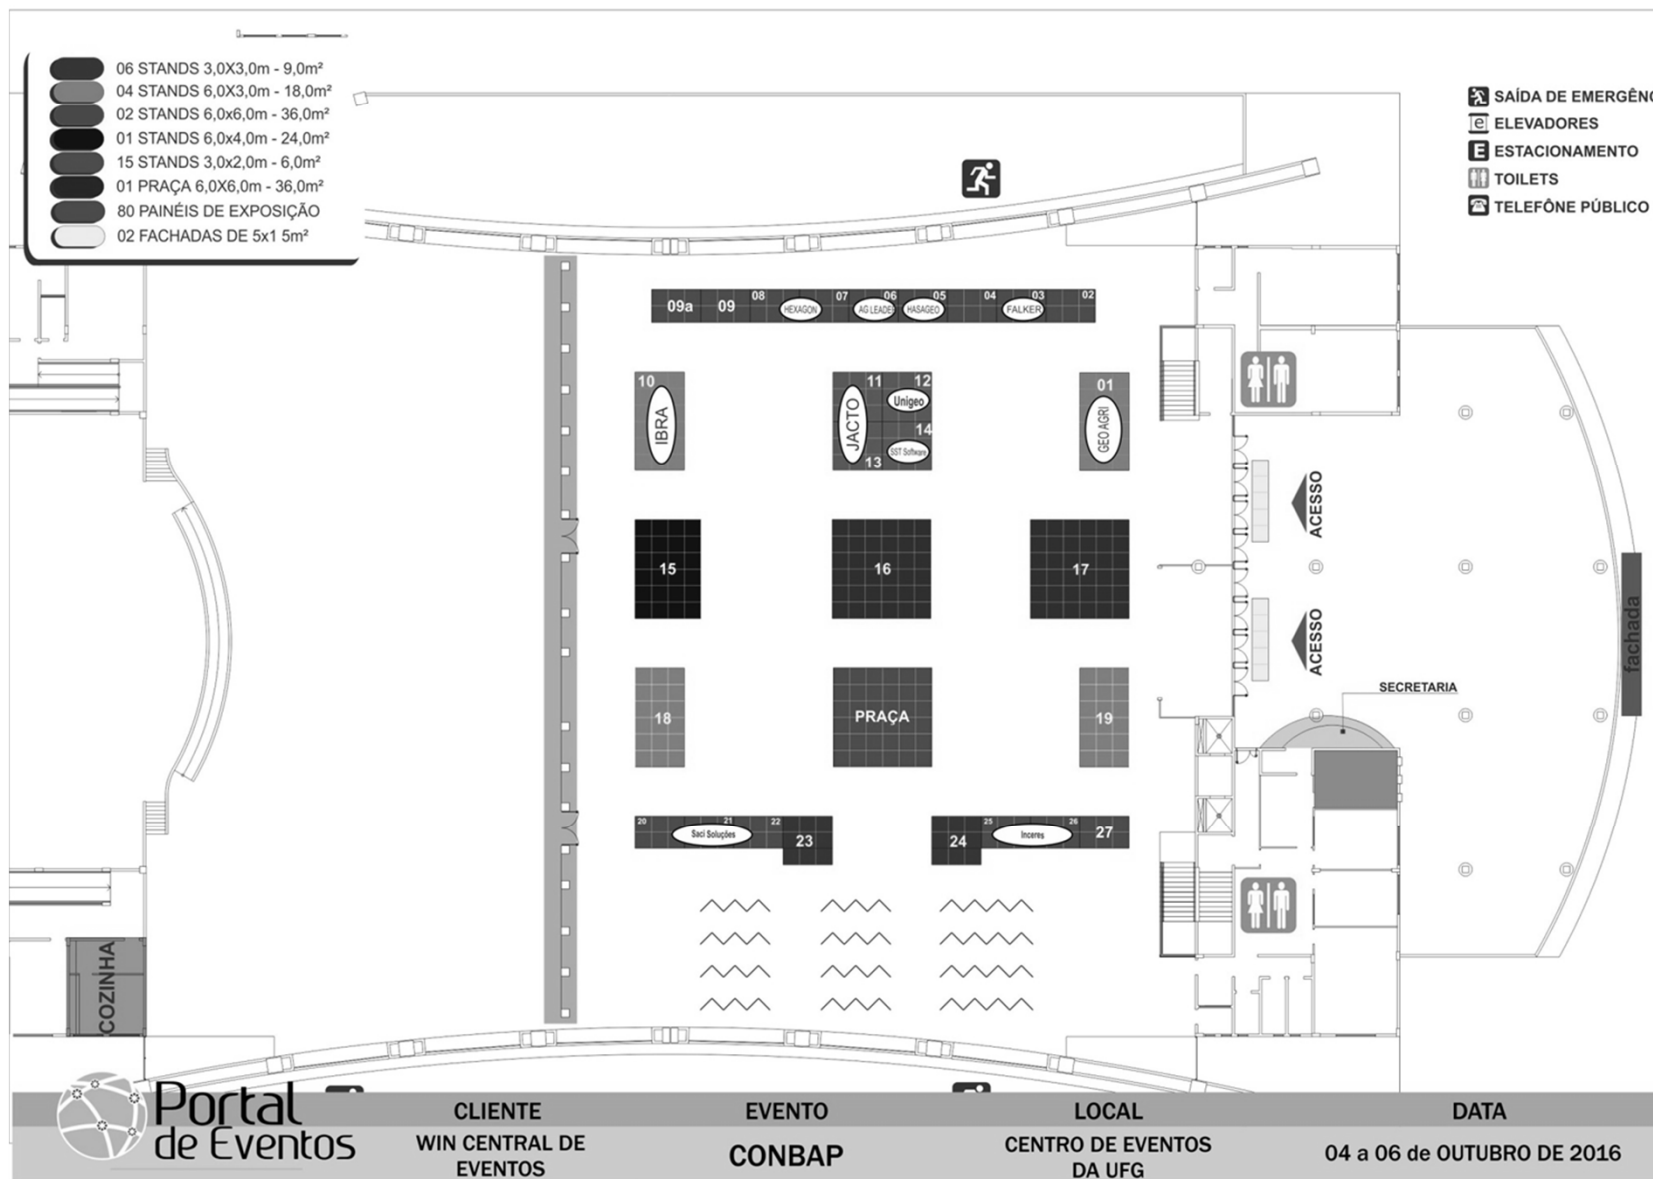 06 STANDS 3,0X3,0m - 9,0m²
04 STANDS 6,0X3,0m - 18,0m²
02 STANDS 6,0x6,0m - 36,0m²
01 STANDS 6,0x4,0m - 24,0m²
15 STANDS 3,0x2,0m - 6,0m²
01 PRAÇA 6,0X6,0m - 36,0m²
80 PAINÉIS DE EXPOSIÇÃO
02 FACHADAS DE 5x1 5m²
SAÍDA DE EMERGÊNC
e ELEVADORES
E ESTACIONAMENTO
TOILETS
TELEFÔNE PÚBLICO
09a 09 08 HEXAGON 07 AG LEADER 06 HASAGEO 05 04 FALKER 03 02
10 IBRA
JACTO 11 12 Unigeo
13 14 SST Software
01 GEO AGRI
15 16 17
ACESSO
ACESSO
fachada
SECRETARIA
18 PRAÇA 19
20 Saci Soluções 21 22 23
24 25 Inceres 26 27
COZINHA
Portal
de Eventos
CLIENTE
WIN CENTRAL DE
EVENTOS
EVENTO
CONBAP
LOCAL
CENTRO DE EVENTOS
DA UFG
DATA
04 a 06 de OUTUBRO DE 2016